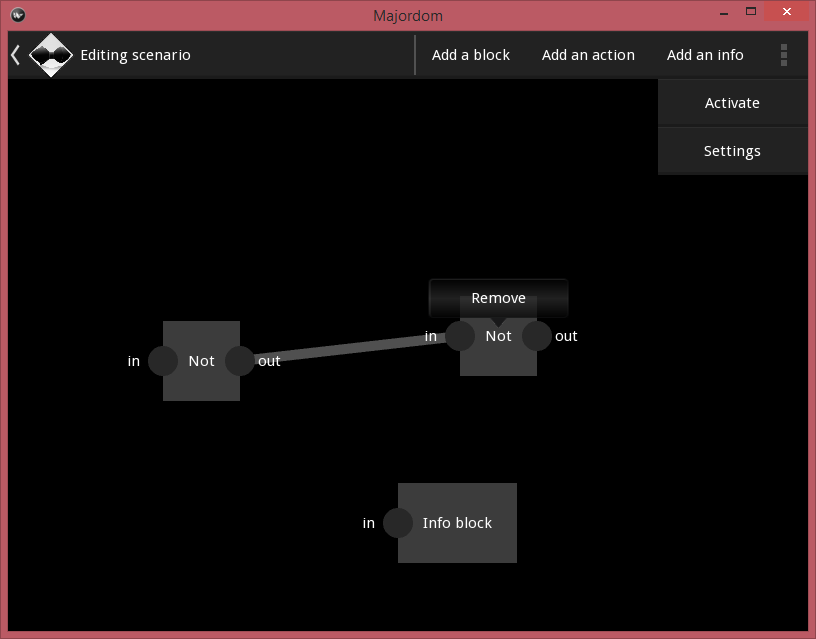 Majordom
Editing scenario
Add a block
Add an action
Add an info
Activate
Settings
Remove
in
Not
out
in
Not
out
in
Info block